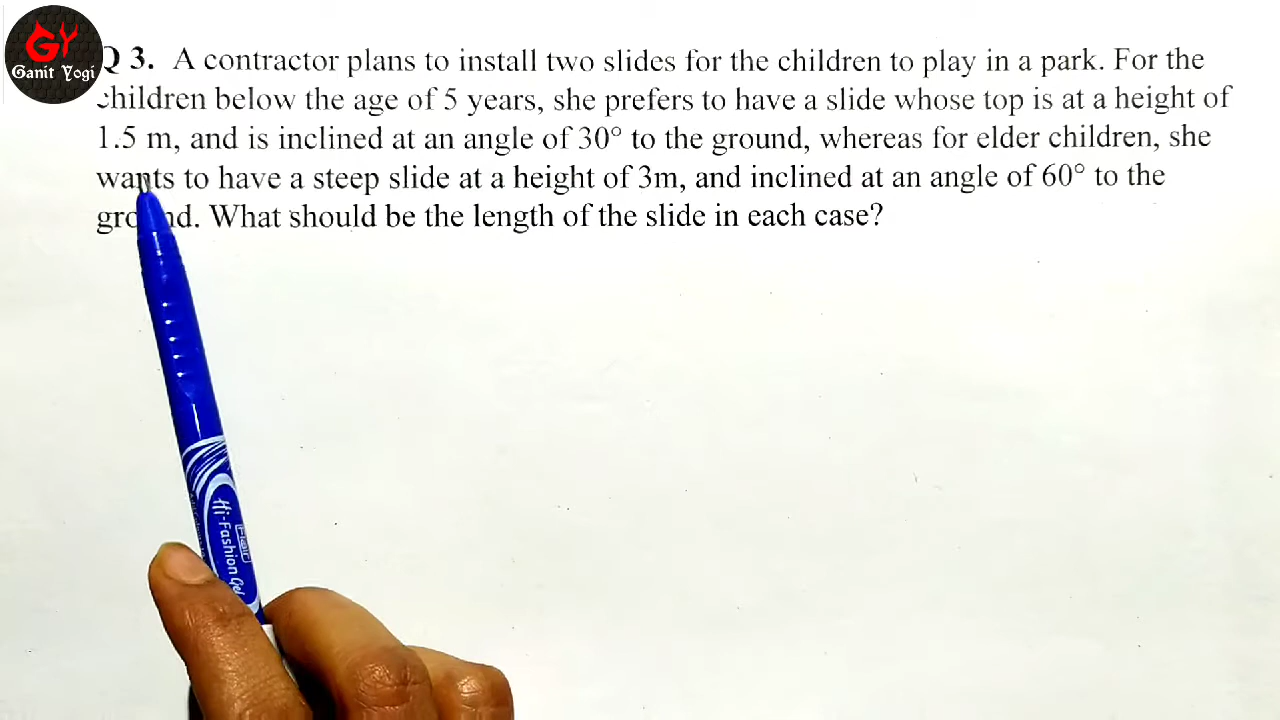 GY
Ganit Yogi
Q 3. A contractor plans to install two slides for the children to play in a park. For the
children below the age of 5 years, she prefers to have a slide whose top is at a height of
1.5 m, and is inclined at an angle of 30° to the ground, whereas for elder children, she
wants to have a steep slide at a height of 3m, and inclined at an angle of 60° to the
ground. What should be the length of the slide in each case?
Flair
Hi-Fashion Gel